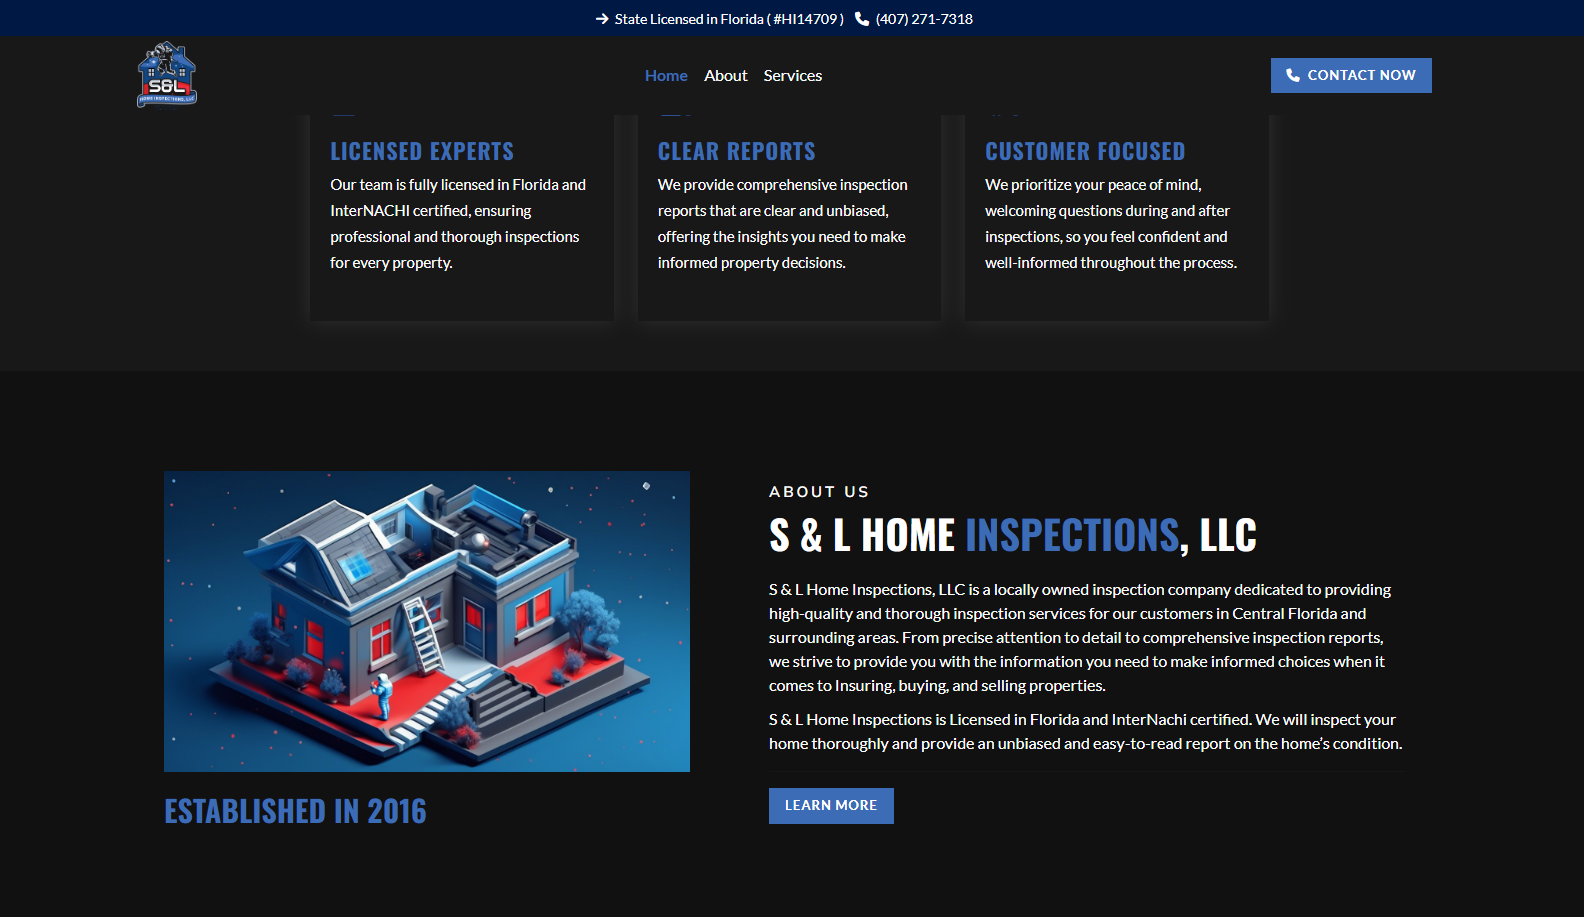 State Licensed in Florida ( #HI14709 ) (407) 271-7318
S&L
HOME INSPECTIONS, LLC
Home About Services
CONTACT NOW
LICENSED EXPERTS
Our team is fully licensed in Florida and
InterNACHI certified, ensuring
professional and thorough inspections
for every property.
CLEAR REPORTS
We provide comprehensive inspection
reports that are clear and unbiased,
offering the insights you need to make
informed property decisions.
CUSTOMER FOCUSED
We prioritize your peace of mind,
welcoming questions during and after
inspections, so you feel confident and
well-informed throughout the process.
ESTABLISHED IN 2016
ABOUT US
S & L HOME INSPECTIONS, LLC
S & L Home Inspections, LLC is a locally owned inspection company dedicated to providing
high-quality and thorough inspection services for our customers in Central Florida and
surrounding areas. From precise attention to detail to comprehensive inspection reports,
we strive to provide you with the information you need to make informed choices when it
comes to Insuring, buying, and selling properties.
S & L Home Inspections is Licensed in Florida and InterNachi certified. We will inspect your
home thoroughly and provide an unbiased and easy-to-read report on the home’s condition.
LEARN MORE